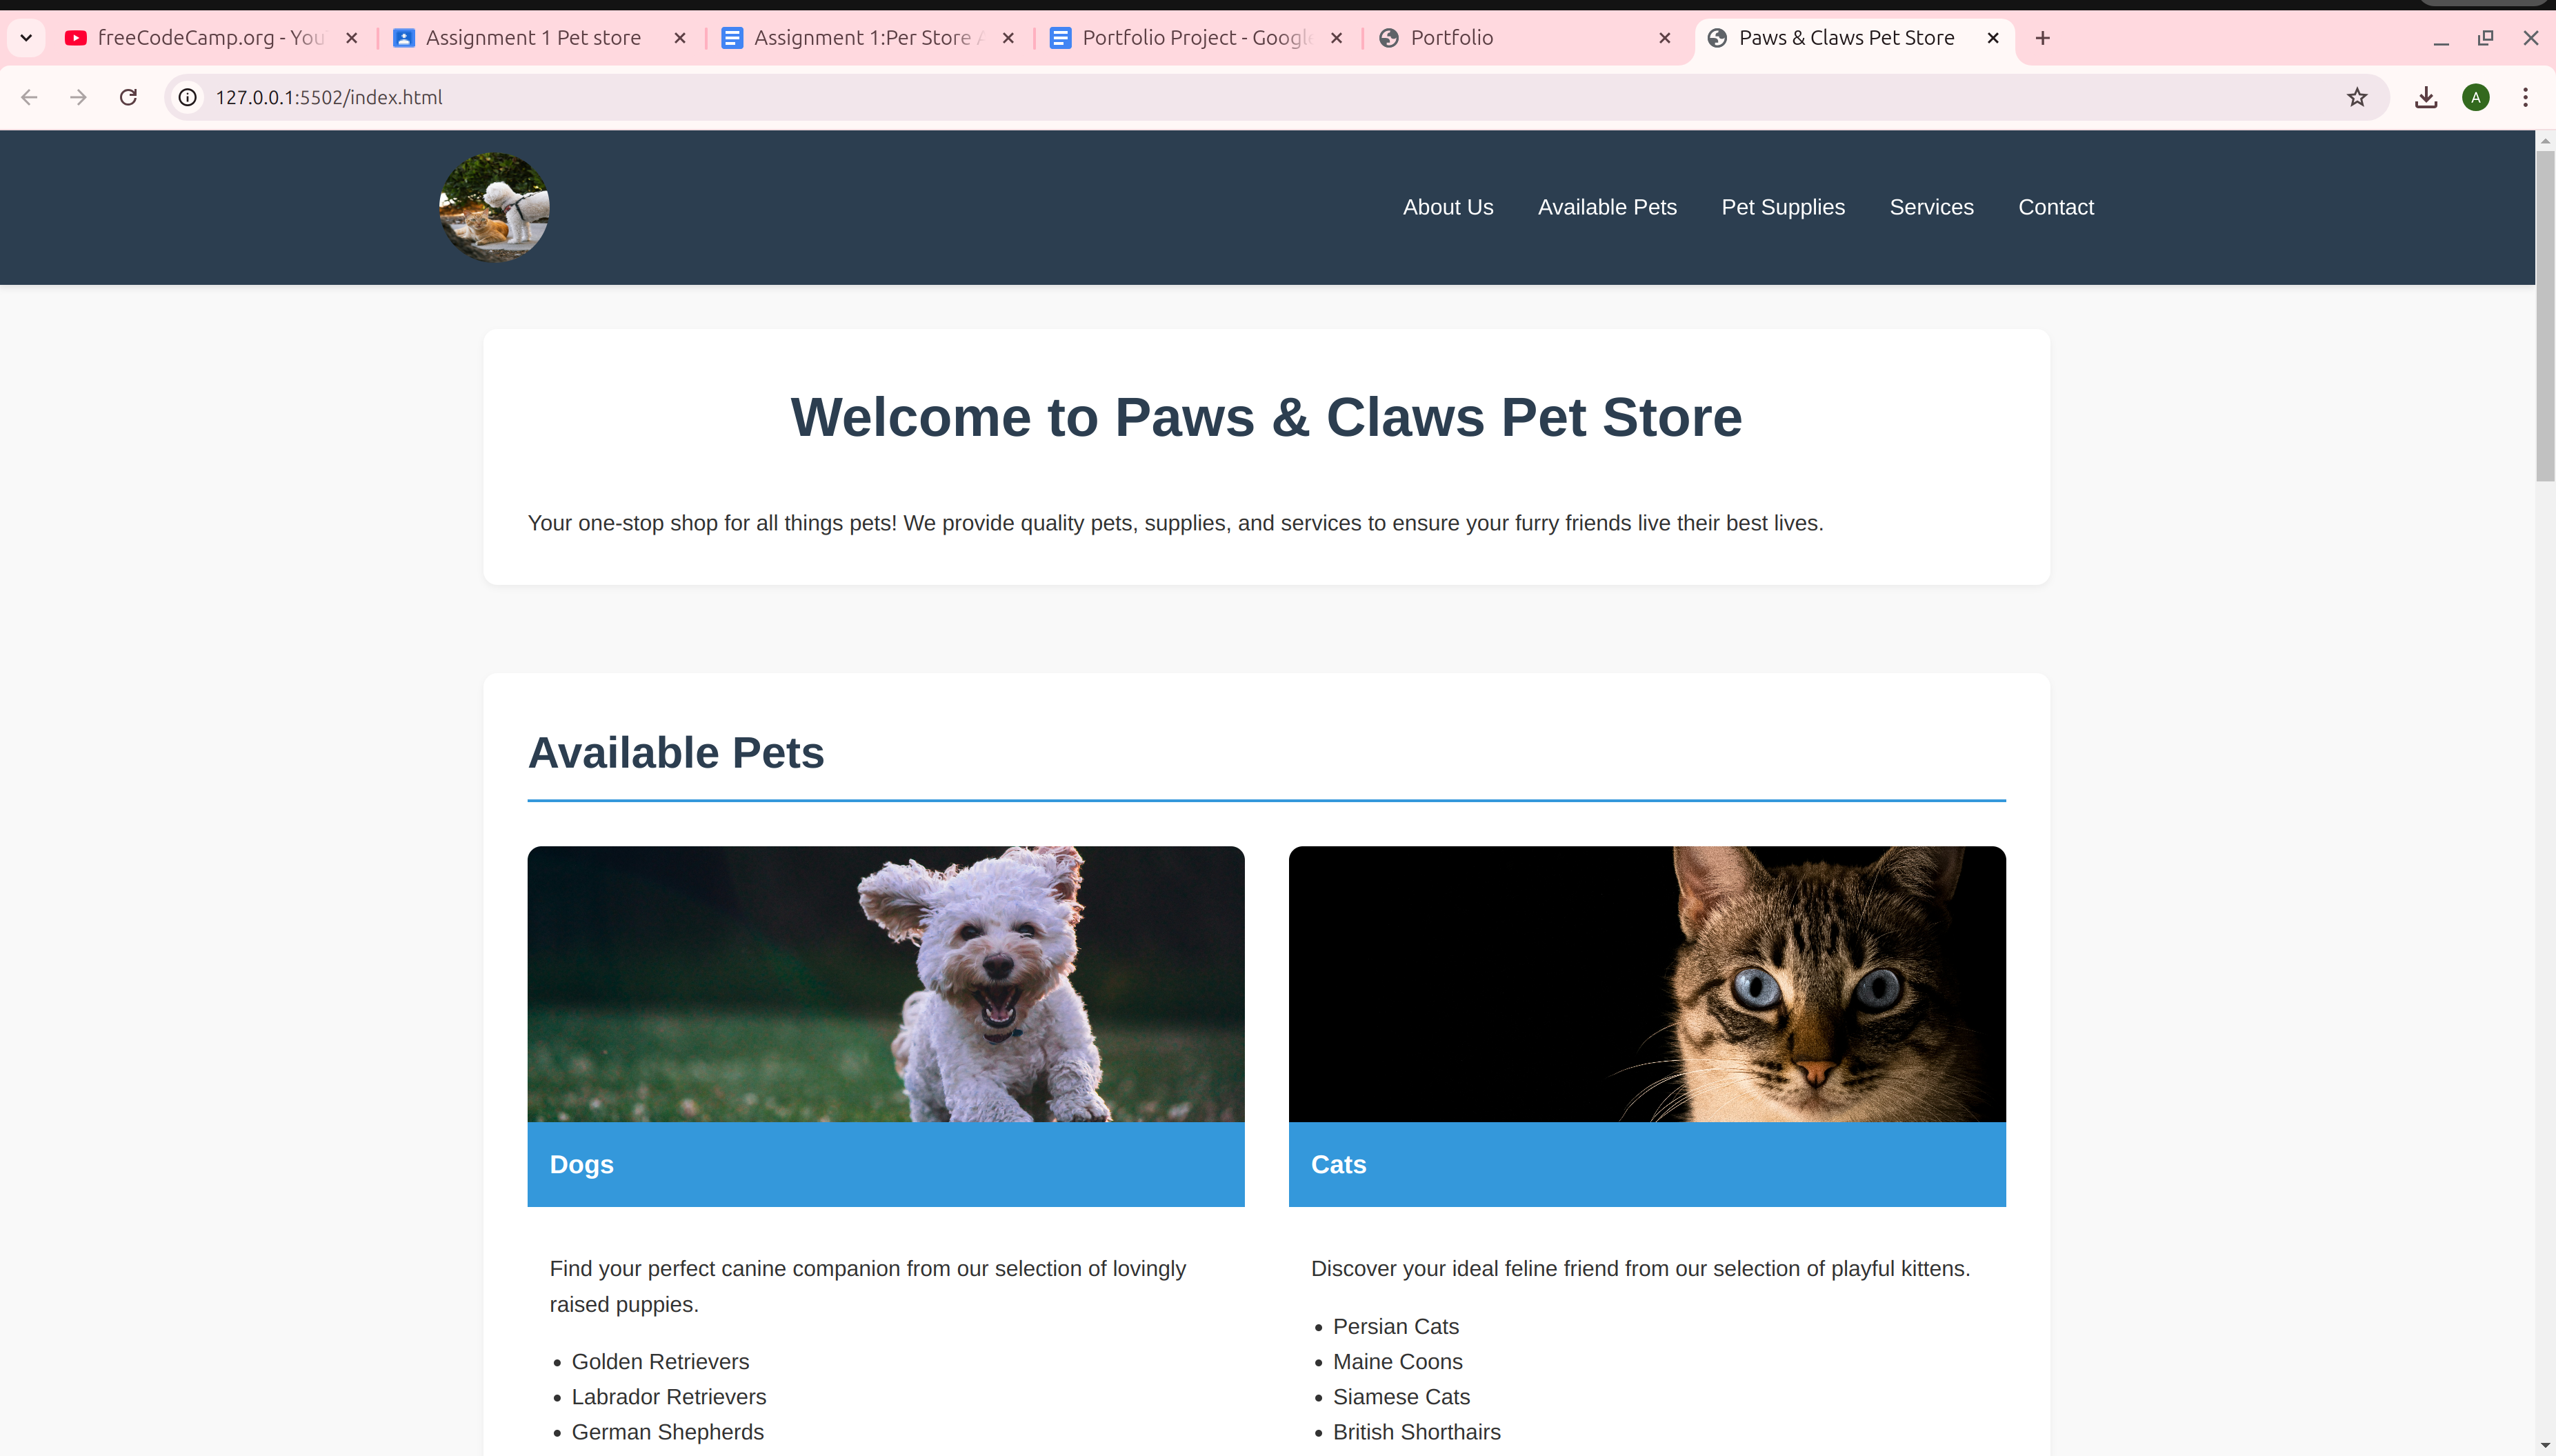 freeCodeCamp.org - You
Assignment 1 Pet store
Assignment 1:Per Store A
Portfolio Project - Google
Portfolio
Paws & Claws Pet Store
127.0.0.1:5502/index.html
A
About Us
Available Pets
Pet Supplies
Services
Contact
Welcome to Paws & Claws Pet Store
Your one-stop shop for all things pets! We provide quality pets, supplies, and services to ensure your furry friends live their best lives.
Available Pets
Dogs
Find your perfect canine companion from our selection of lovingly
raised puppies.
Golden Retrievers
Labrador Retrievers
German Shepherds
Cats
Discover your ideal feline friend from our selection of playful kittens.
Persian Cats
Maine Coons
Siamese Cats
British Shorthairs